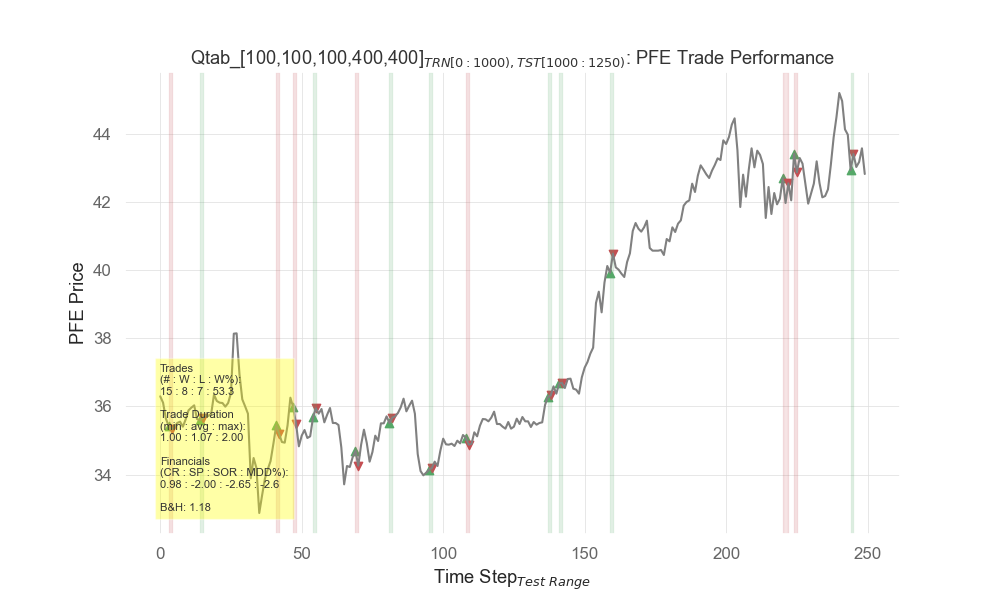 Qtab_[100,100,100,400,400]TRN[0 : 1000), TST[1000 : 1250): PFE Trade Performance
44
42
40
38
36
34
PFE Price
Trades
(# : W : L : W%):
15 : 8 : 7 : 53.3
Trade Duration
(min : avg : max):
1.00 : 1.07 : 2.00
Financials
(CR : SP : SOR : MDD%):
0.98 : -2.00 : -2.65 : -2.6
B&H: 1.18
0 50 100 150 200 250
Time StepTest Range